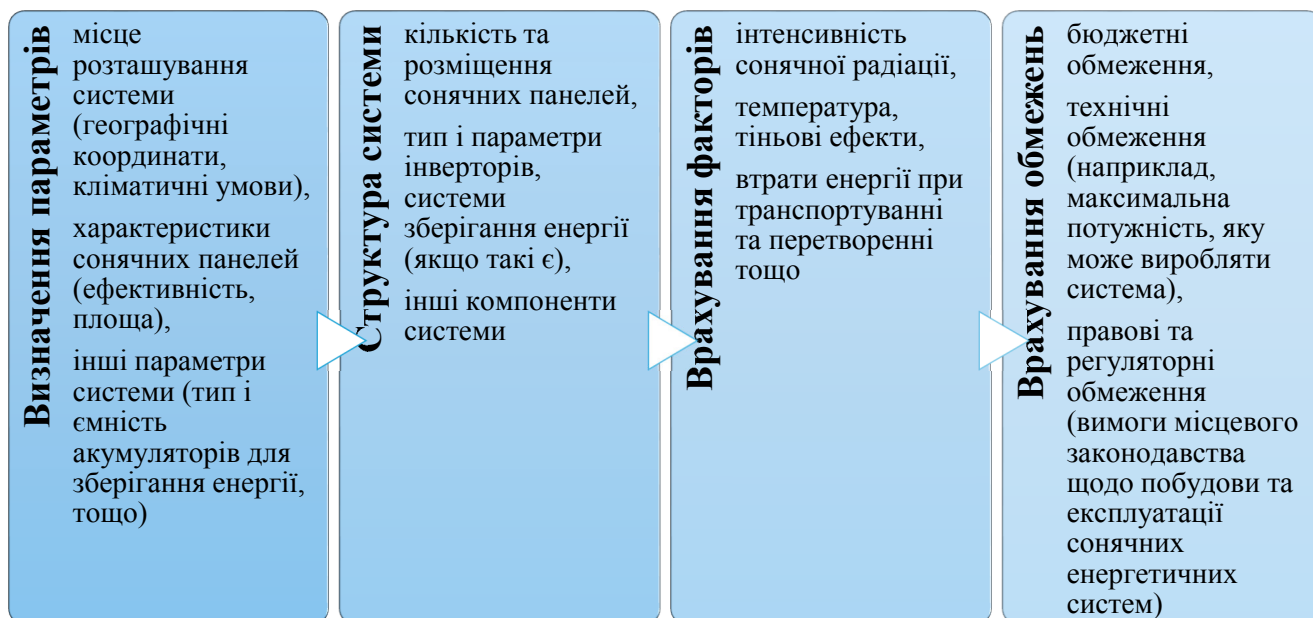 Визначення параметрів
місце
розташування
системи
(географічні
координати,
кліматичні умови),
характеристики
сонячних панелей
(ефективність,
площа),
інші параметри
системи (тип і
ємність
акумуляторів для
зберігання енергії,
тощо)
Структура системи
кількість та
розміщення
сонячних панелей,
тип і параметри
інверторів,
системи
зберігання енергії
(якщо такі є),
інші компоненти
системи
Врахування факторів
інтенсивність
сонячної радіації,
температура,
тіньові ефекти,
втрати енергії при
транспортуванні
та перетворенні
тощо
Врахування обмежень
бюджетні
обмеження,
технічні
обмеження
(наприклад,
максимальна
потужність, яку
може виробляти
система),
правові та
регуляторні
обмеження
(вимоги місцевого
законодавства
щодо побудови та
експлуатації
сонячних
енергетичних
систем)